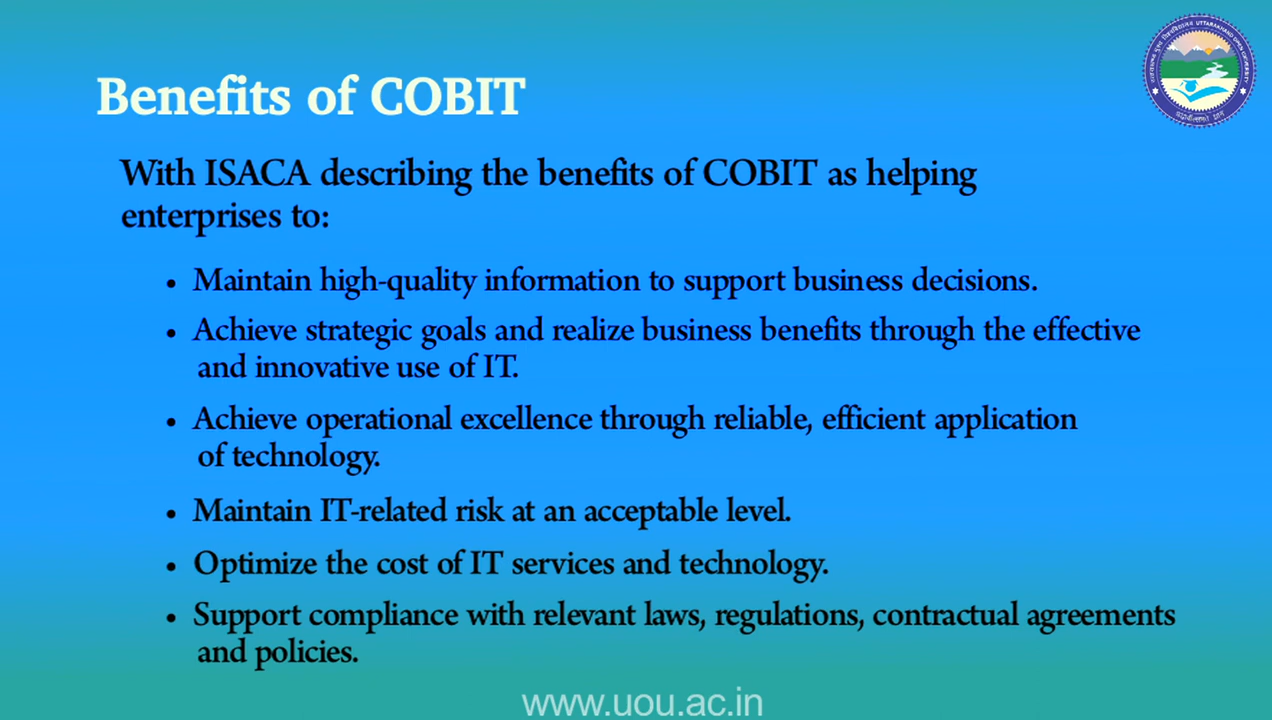 Benefits of COBIT
With ISACA describing the benefits of COBIT as helping
enterprises to:
• Maintain high-quality information to support business decisions.
• Achieve strategic goals and realize business benefits through the effective
and innovative use of IT.
• Achieve operational excellence through reliable, efficient application
of technology.
• Maintain IT-related risk at an acceptable level.
• Optimize the cost of IT services and technology.
• Support compliance with relevant laws, regulations, contractual agreements
and policies.
www.uou.ac.in
UTTARAKHAND OPEN UNIVERSITY